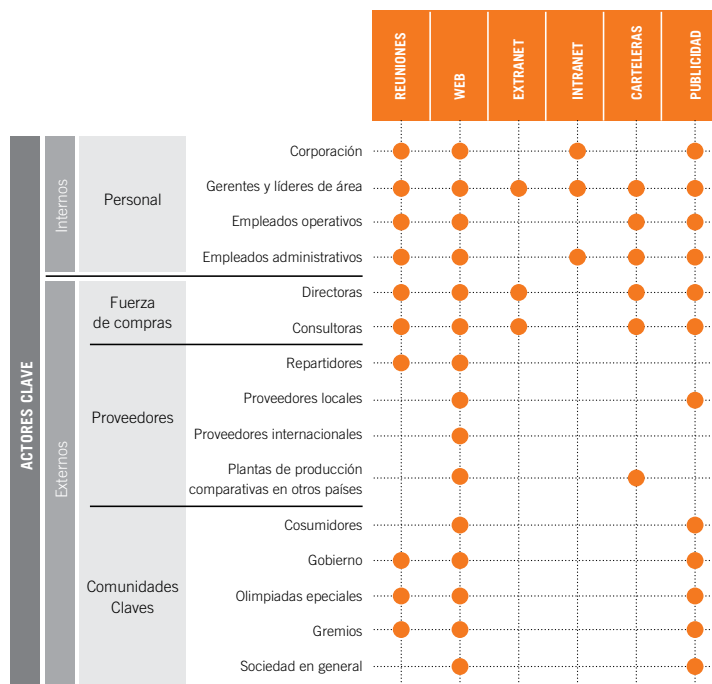 REUNIONES
WEB
EXTRANET
INTRANET
CARTELERAS
PUBLICIDAD
ACTORES CLAVE
Internos
Personal
Corporación
Gerentes y líderes de área
Empleados operativos
Empleados administrativos
Externos
Fuerza
de compras
Directoras
Consultoras
Proveedores
Repartidores
Proveedores locales
Proveedores internacionales
Plantas de producción
comparativas en otros países
Comunidades
Claves
Cosumidores
Gobierno
Olimpiadas epeciales
Gremios
Sociedad en general